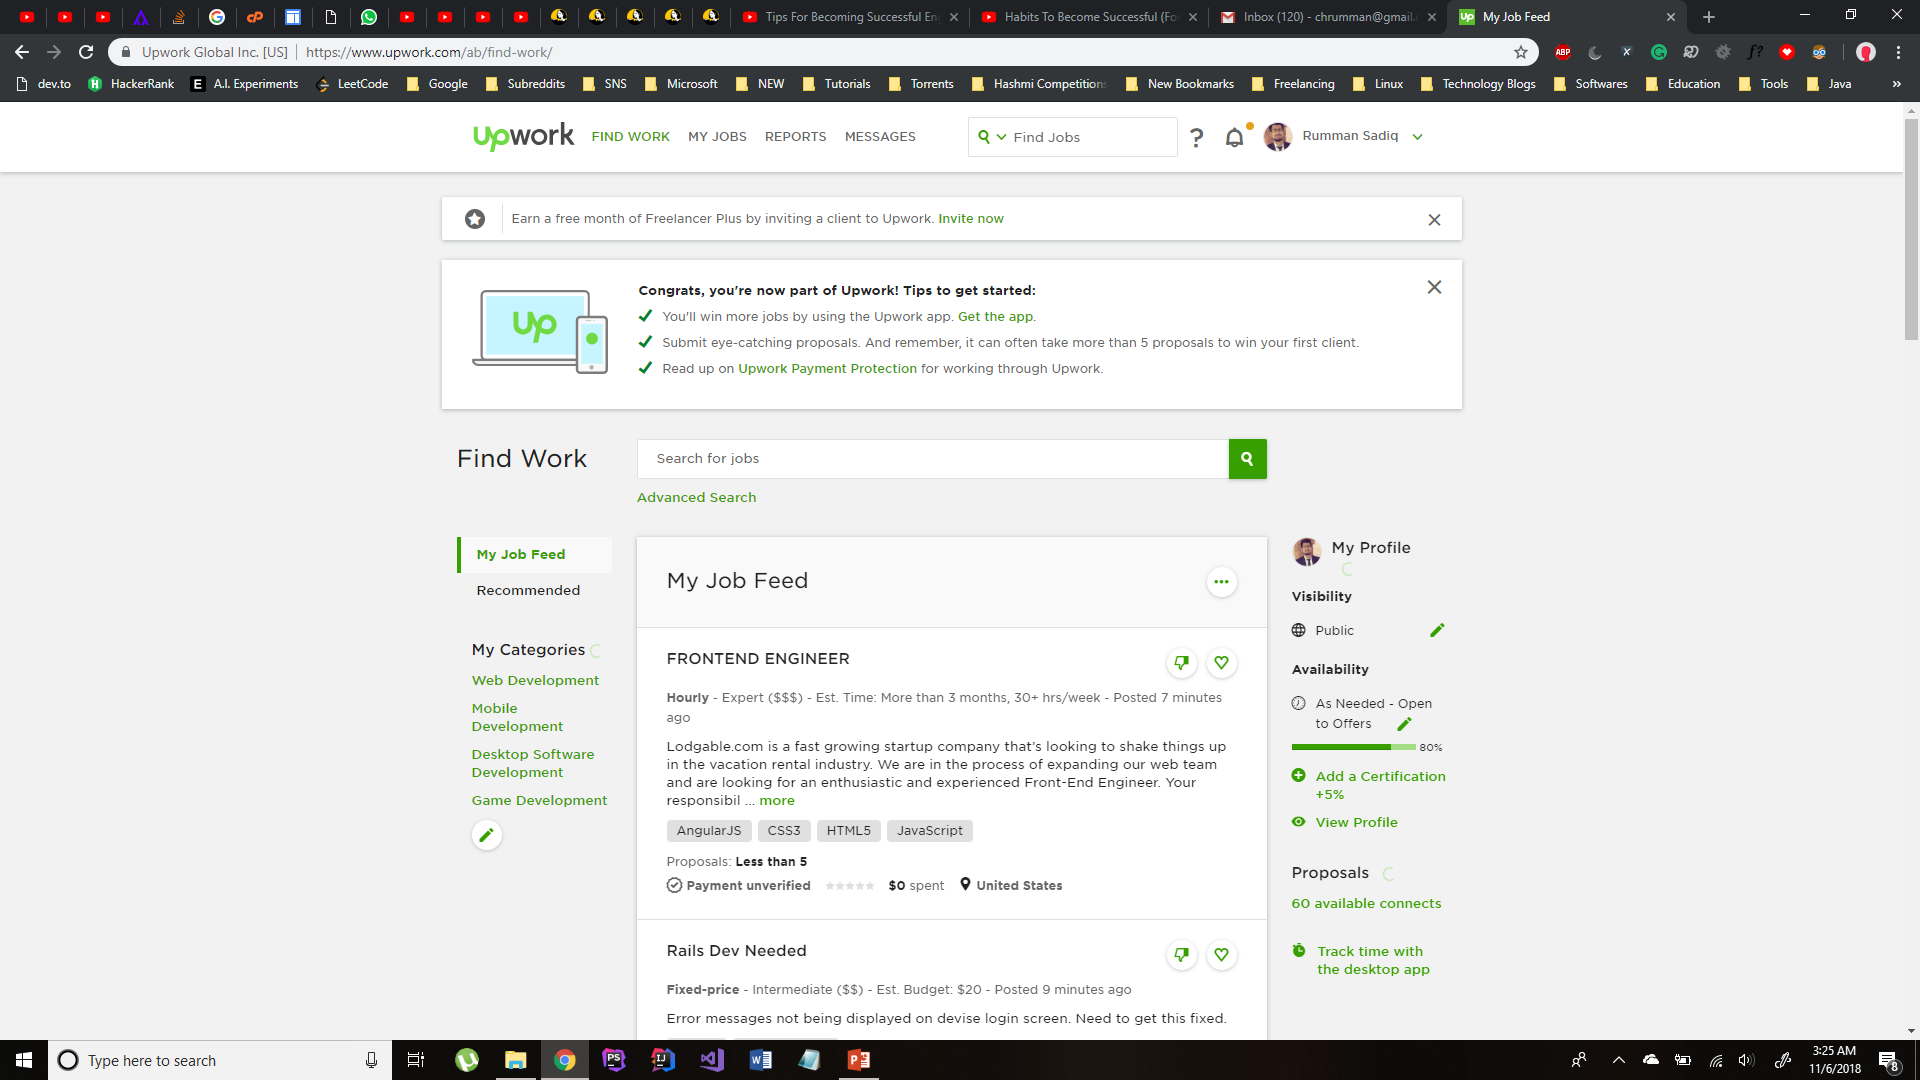 Tips For Becoming Successful En
Habits To Become Successful (Fo
Inbox (120) - chrumman@gmail.
My Job Feed
Upwork Global Inc. [US]
https://www.upwork.com/ab/find-work/
dev.to
HackerRank
A.I. Experiments
LeetCode
Google
Subreddits
SNS
Microsoft
NEW
Tutorials
Torrents
Hashmi Competitions
New Bookmarks
Freelancing
Linux
Technology Blogs
Softwares
Education
Tools
Java
»
upwork
FIND WORK
MY JOBS
REPORTS
MESSAGES
Find Jobs
?
Rumman Sadiq
Earn a free month of Freelancer Plus by inviting a client to Upwork. Invite now
Congrats, you're now part of Upwork! Tips to get started:
You'll win more jobs by using the Upwork app. Get the app.
Submit eye-catching proposals. And remember, it can often take more than 5 proposals to win your first client.
Read up on Upwork Payment Protection for working through Upwork.
Find Work
Search for jobs
Advanced Search
My Job Feed
Recommended
My Categories
Web Development
Mobile
Development
Desktop Software
Development
Game Development
My Job Feed
FRONTEND ENGINEER
Hourly - Expert ($$$) - Est. Time: More than 3 months, 30+ hrs/week - Posted 7 minutes
ago
Lodgable.com is a fast growing startup company that's looking to shake things up
in the vacation rental industry. We are in the process of expanding our web team
and are looking for an enthusiastic and experienced Front-End Engineer. Your
responsibil ... more
AngularJS
CSS3
HTML5
JavaScript
Proposals: Less than 5
Payment unverified
$0 spent
United States
Rails Dev Needed
Fixed-price - Intermediate ($$) - Est. Budget: $20 - Posted 9 minutes ago
Error messages not being displayed on devise login screen. Need to get this fixed.
My Profile
Visibility
Public
Availability
As Needed - Open
to Offers
80%
Add a Certification
+5%
View Profile
Proposals
60 available connects
Track time with
the desktop app
Type here to search
3:25 AM
11/6/2018
8